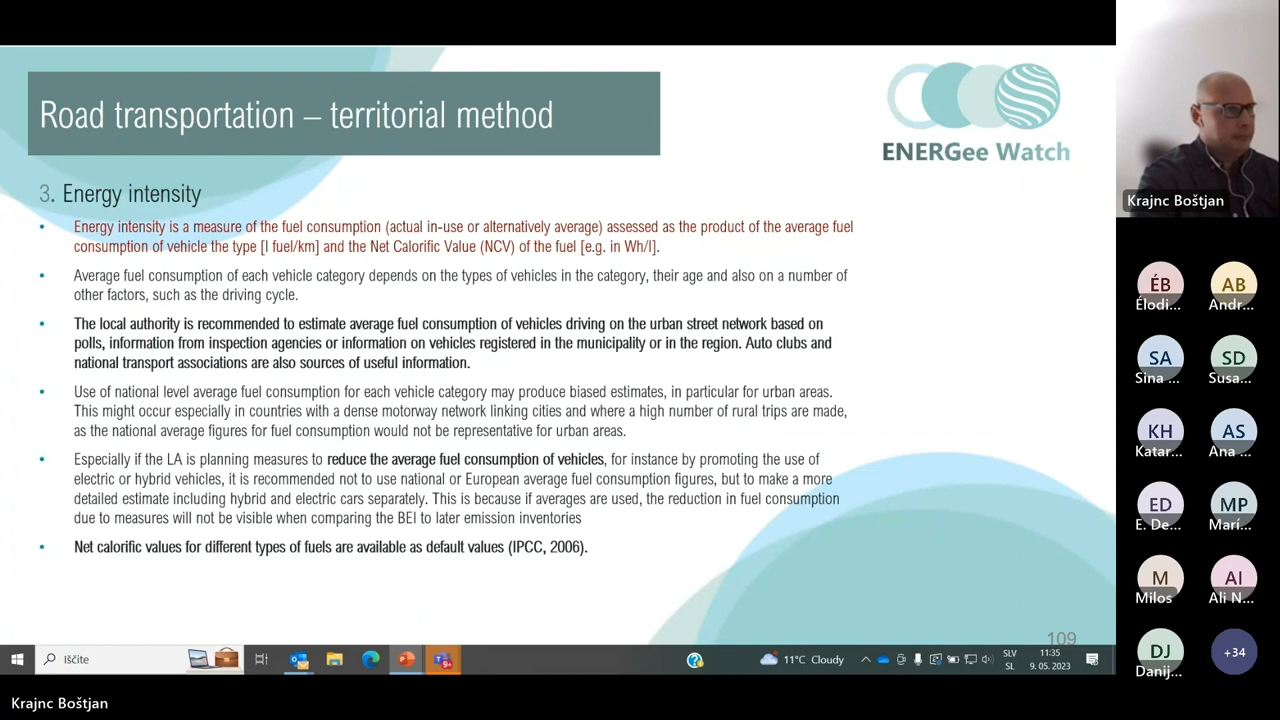 Road transportation – territorial method
ENERGee Watch
3. Energy intensity
• Energy intensity is a measure of the fuel consumption (actual in-use or alternatively average) assessed as the product of the average fuel
consumption of vehicle the type [l fuel/km] and the Net Calorific Value (NCV) of the fuel [e.g. in Wh/l].
• Average fuel consumption of each vehicle category depends on the types of vehicles in the category, their age and also on a number of
other factors, such as the driving cycle.
• The local authority is recommended to estimate average fuel consumption of vehicles driving on the urban street network based on
polls, information from inspection agencies or information on vehicles registered in the municipality or in the region. Auto clubs and
national transport associations are also sources of useful information.
• Use of national level average fuel consumption for each vehicle category may produce biased estimates, in particular for urban areas.
This might occur especially in countries with a dense motorway network linking cities and where a high number of rural trips are made,
as the national average figures for fuel consumption would not be representative for urban areas.
• Especially if the LA is planning measures to reduce the average fuel consumption of vehicles, for instance by promoting the use of
electric or hybrid vehicles, it is recommended not to use national or European average fuel consumption figures, but to make a more
detailed estimate including hybrid and electric cars separately. This is because if averages are used, the reduction in fuel consumption
due to measures will not be visible when comparing the BEI to later emission inventories
• Net calorific values for different types of fuels are available as default values (IPCC, 2006).
109
Iščite
9+
11°C Cloudy
SLV
SL
11:35
9. 05. 2023
Krajnc Boštjan
Krajnc Boštjan
ÉB
Élodi...
AB
Andr...
SA
Sina ...
SD
Susa...
KH
Katar...
AS
Ana ...
ED
E. De...
MP
Marí...
M
Milos
AI
Ali N...
DJ
Danij...
+34